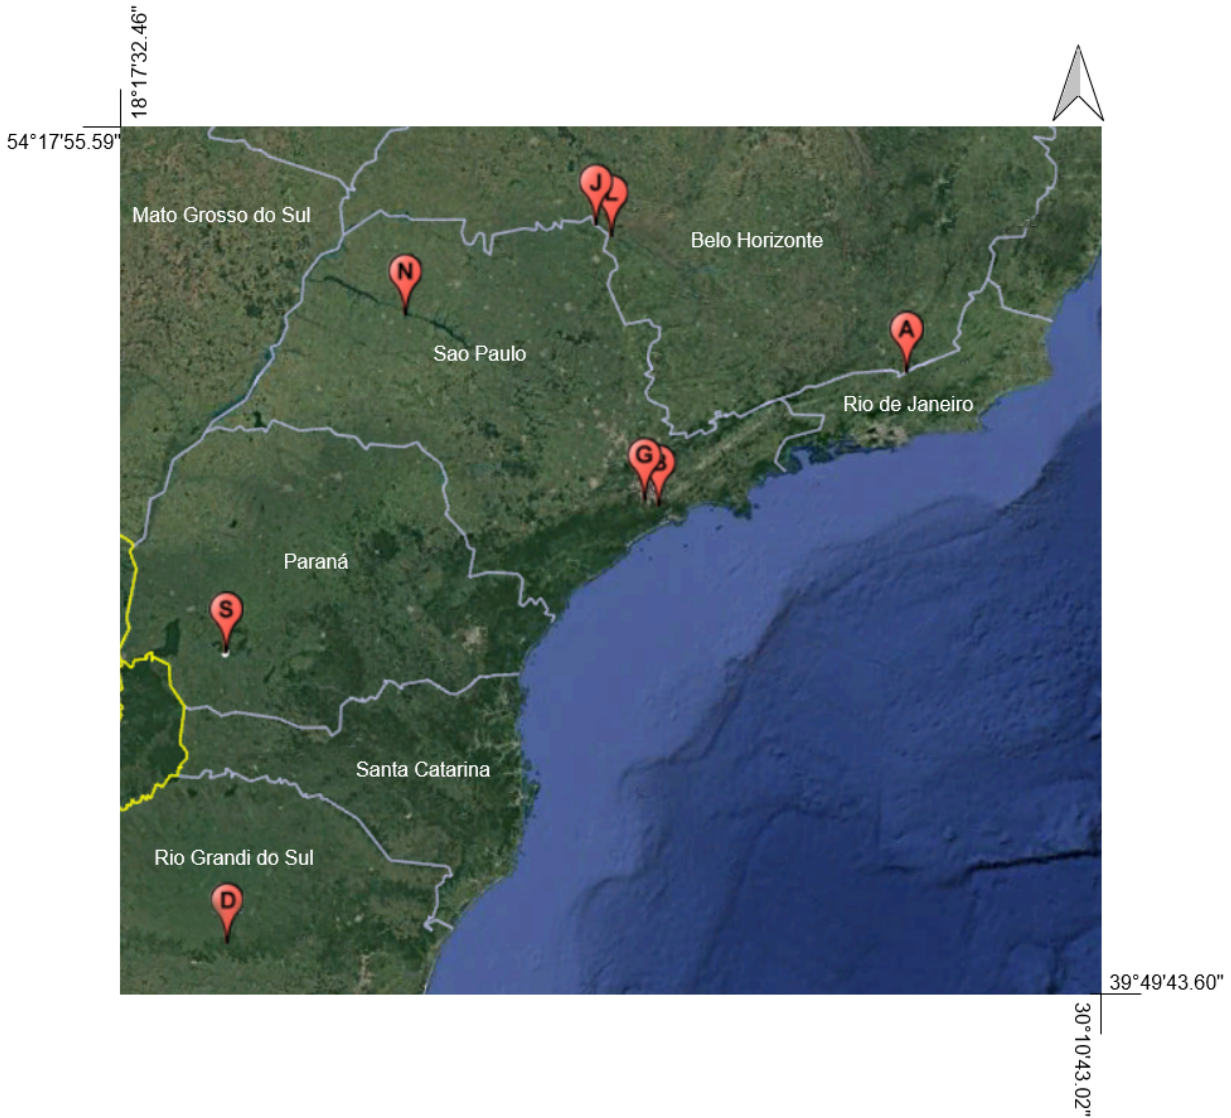 18°17'32.46"
54°17'55.59"
J
L
Mato Grosso do Sul
Belo Horizonte
N
A
Sao Paulo
Rio de Janeiro
G
B
Paraná
S
Santa Catarina
Rio Grandi do Sul
D
39°49'43.60"
30°10'43.02"